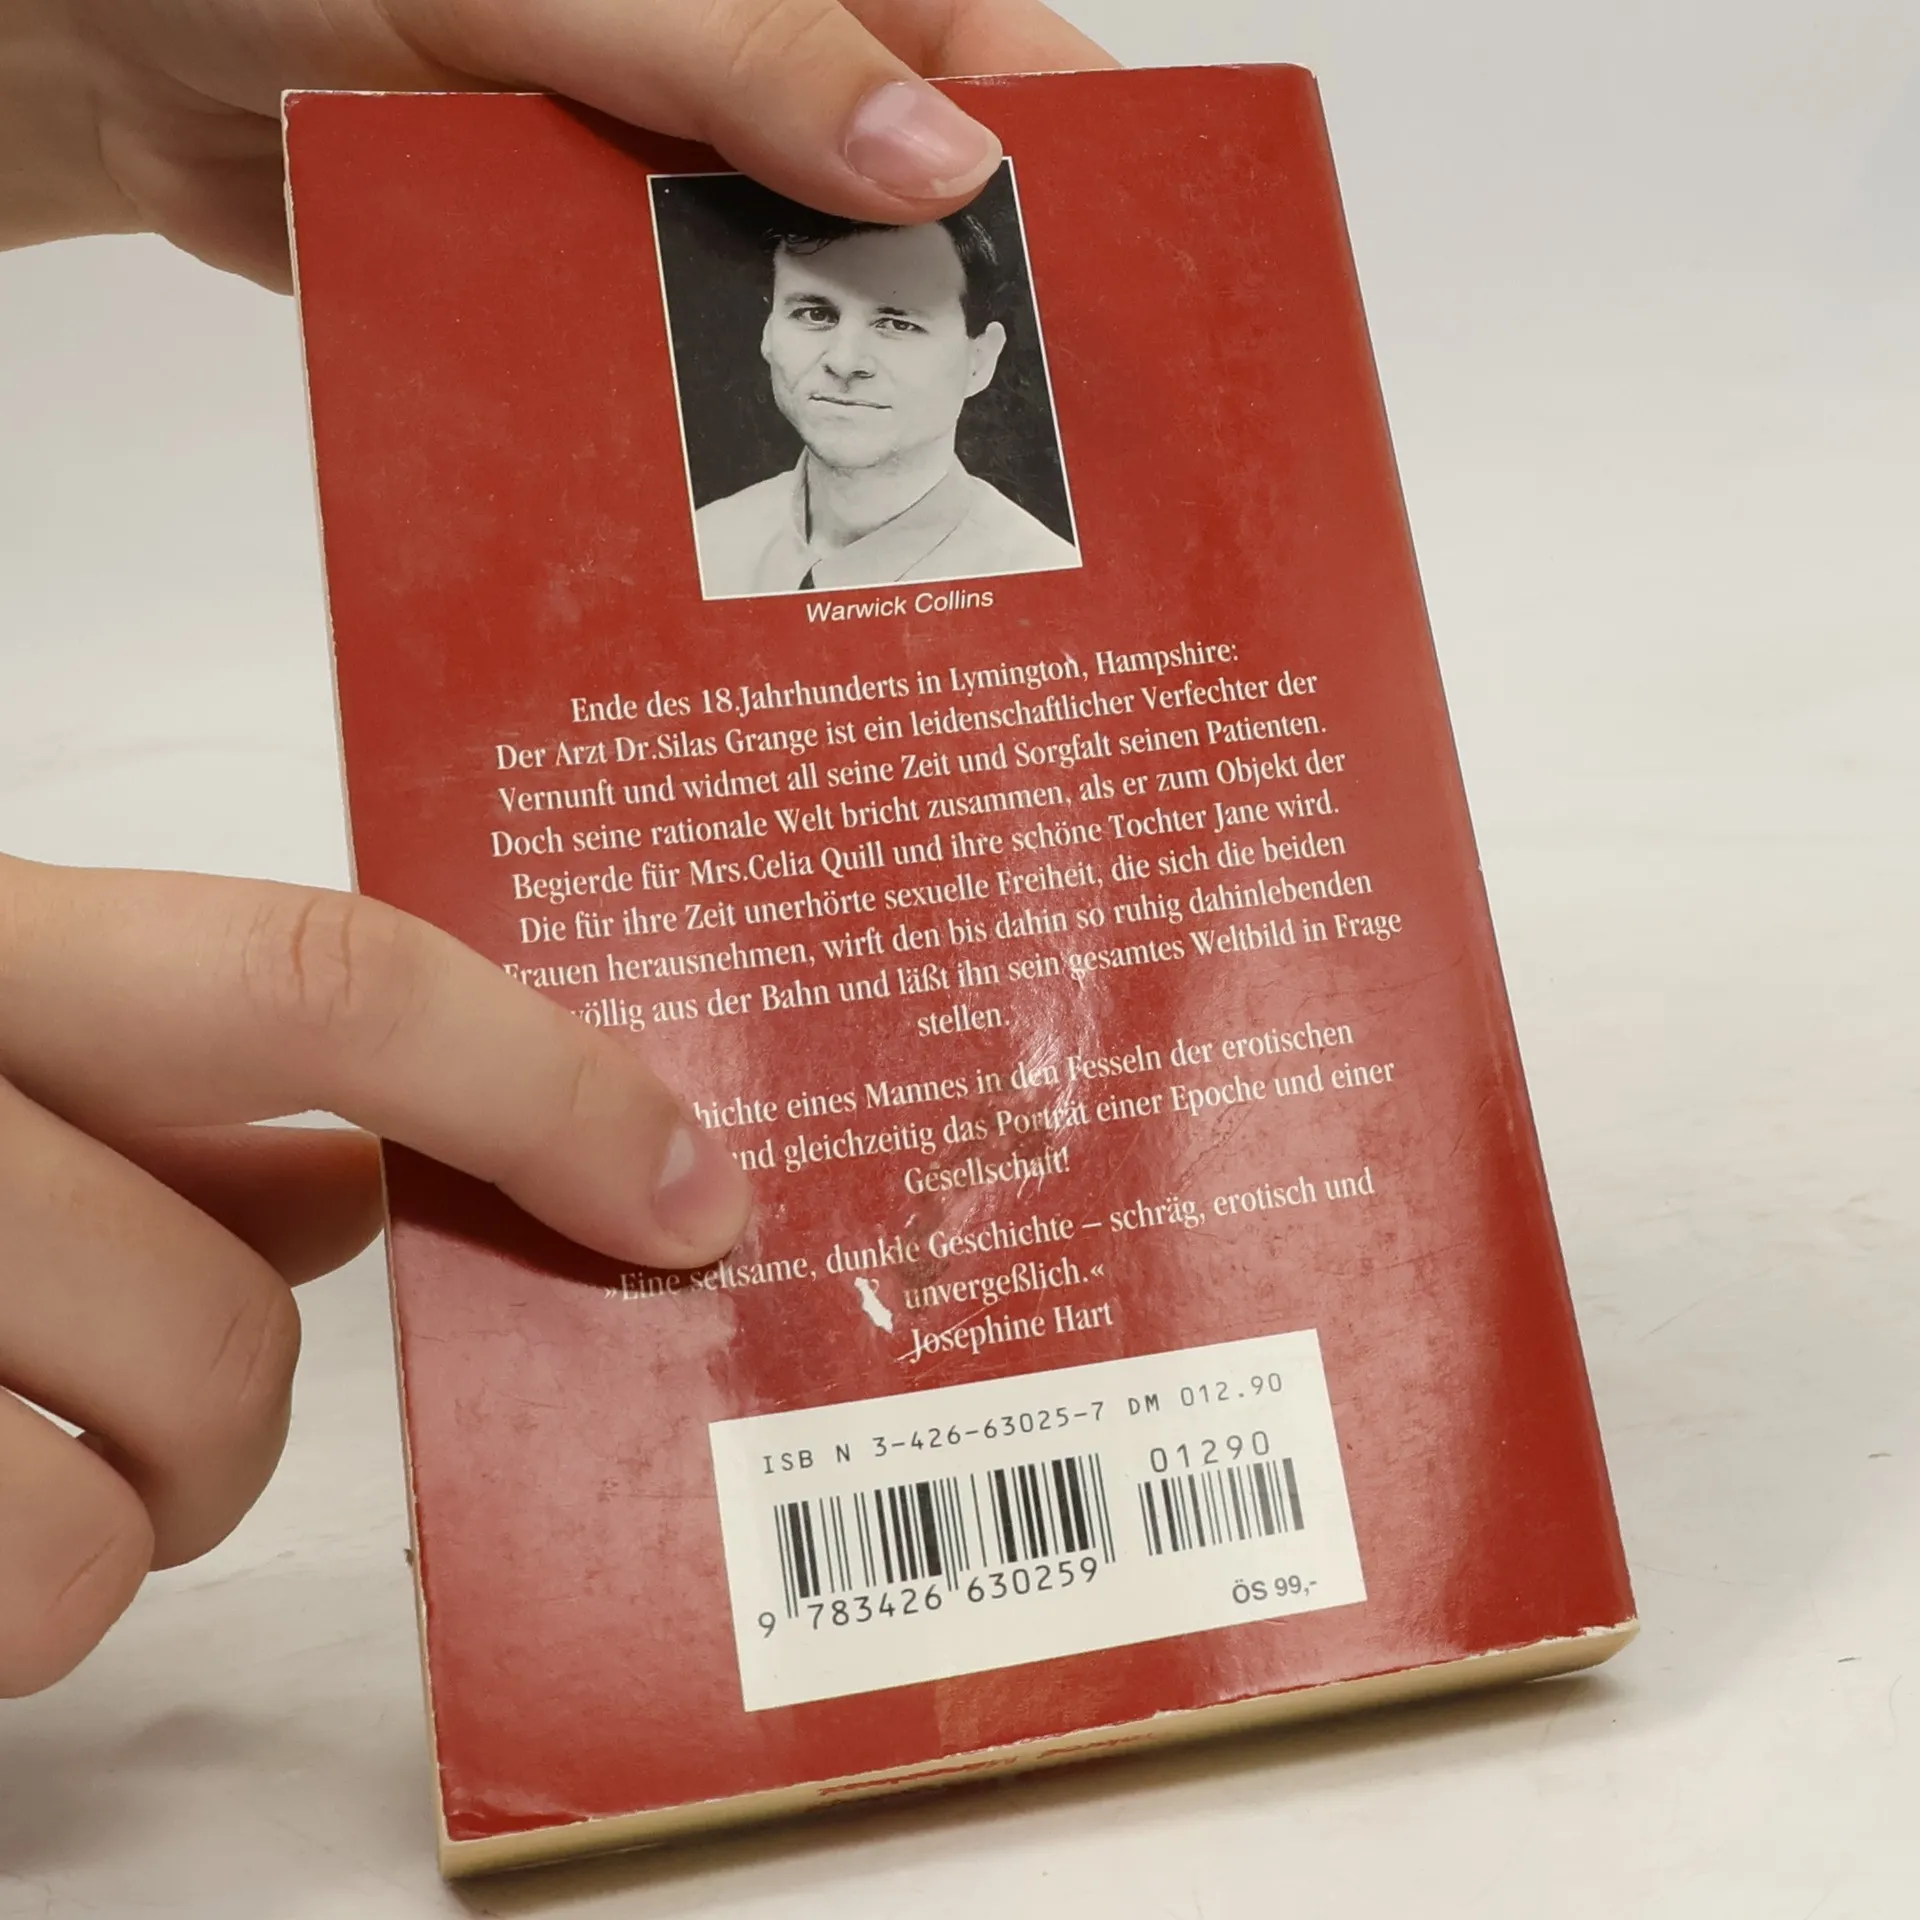 Warwick Collins
Ende des 18.Jahrhunderts in Lymington, Hampshire:
Der Arzt Dr.Silas Grange ist ein leidenschaftlicher Verfechter der
Vernunft und widmet all seine Zeit und Sorgfalt seinen Patienten.
Doch seine rationale Welt bricht zusammen, als er zum Objekt der
Begierde für Mrs.Celia Quill und ihre schöne Tochter Jane wird.
Die für ihre Zeit unerhörte sexuelle Freiheit, die sich die beiden
Frauen herausnehmen, wirft den bis dahin so ruhig dahinlebenden
völlig aus der Bahn und läßt ihn sein gesamtes Weltbild in Frage
stellen.
eines Mannes in den Fesseln der erotischen
gleichzeitig das Porträt einer Epoche und einer
Gesellschaft!
»Eine seltsame, dunkle Geschichte – schräg, erotisch und
unvergeßlich.«
Josephine Hart
ISBN 3-426-63025-7 DM 012.90
01290
9 783426 630259
ÖS 99,-